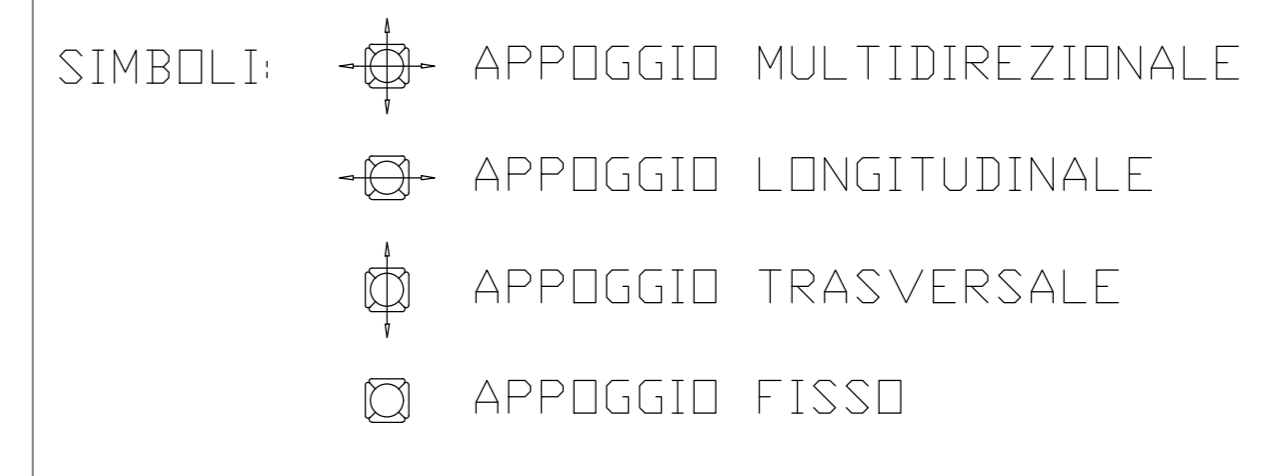 SIMBOLI: APPOGGIO MULTIDIREZIONALE
APPOGGIO LONGITUDINALE
APPOGGIO TRASVERSALE
APPOGGIO FISSO